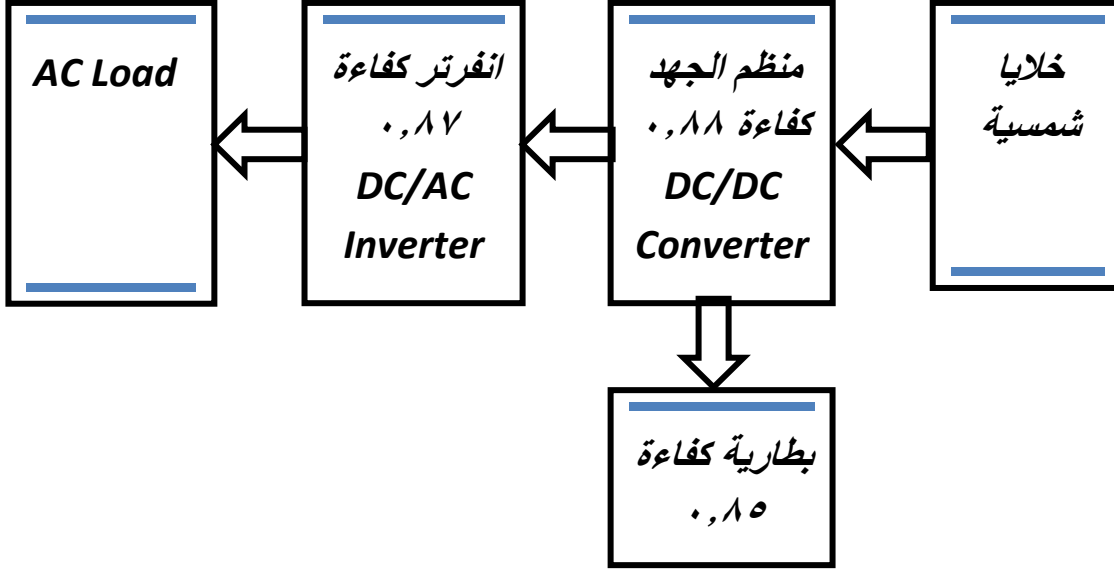 خلايا
شمسية
منظم الجهد
كفاءة ٠,٨٨
DC/DC
Converter
انفرتر كفاءة
٠,٨٧
DC/AC
Inverter
AC Load
بطارية كفاءة
٠,٨٥